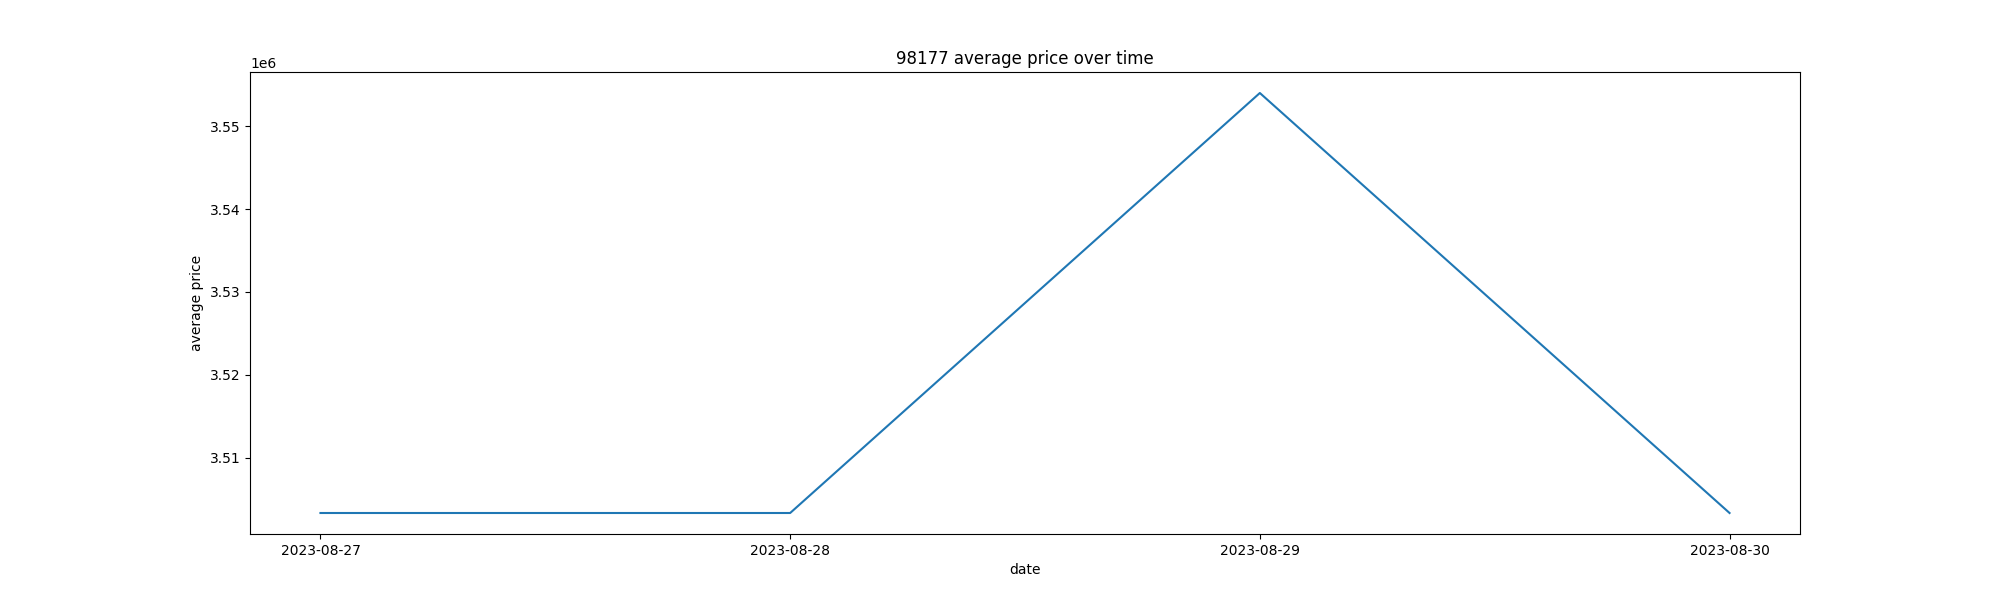 98177 average price over time
1e6
3.55
3.54
3.53
3.52
3.51
average price
2023-08-27
2023-08-28
2023-08-29
2023-08-30
date